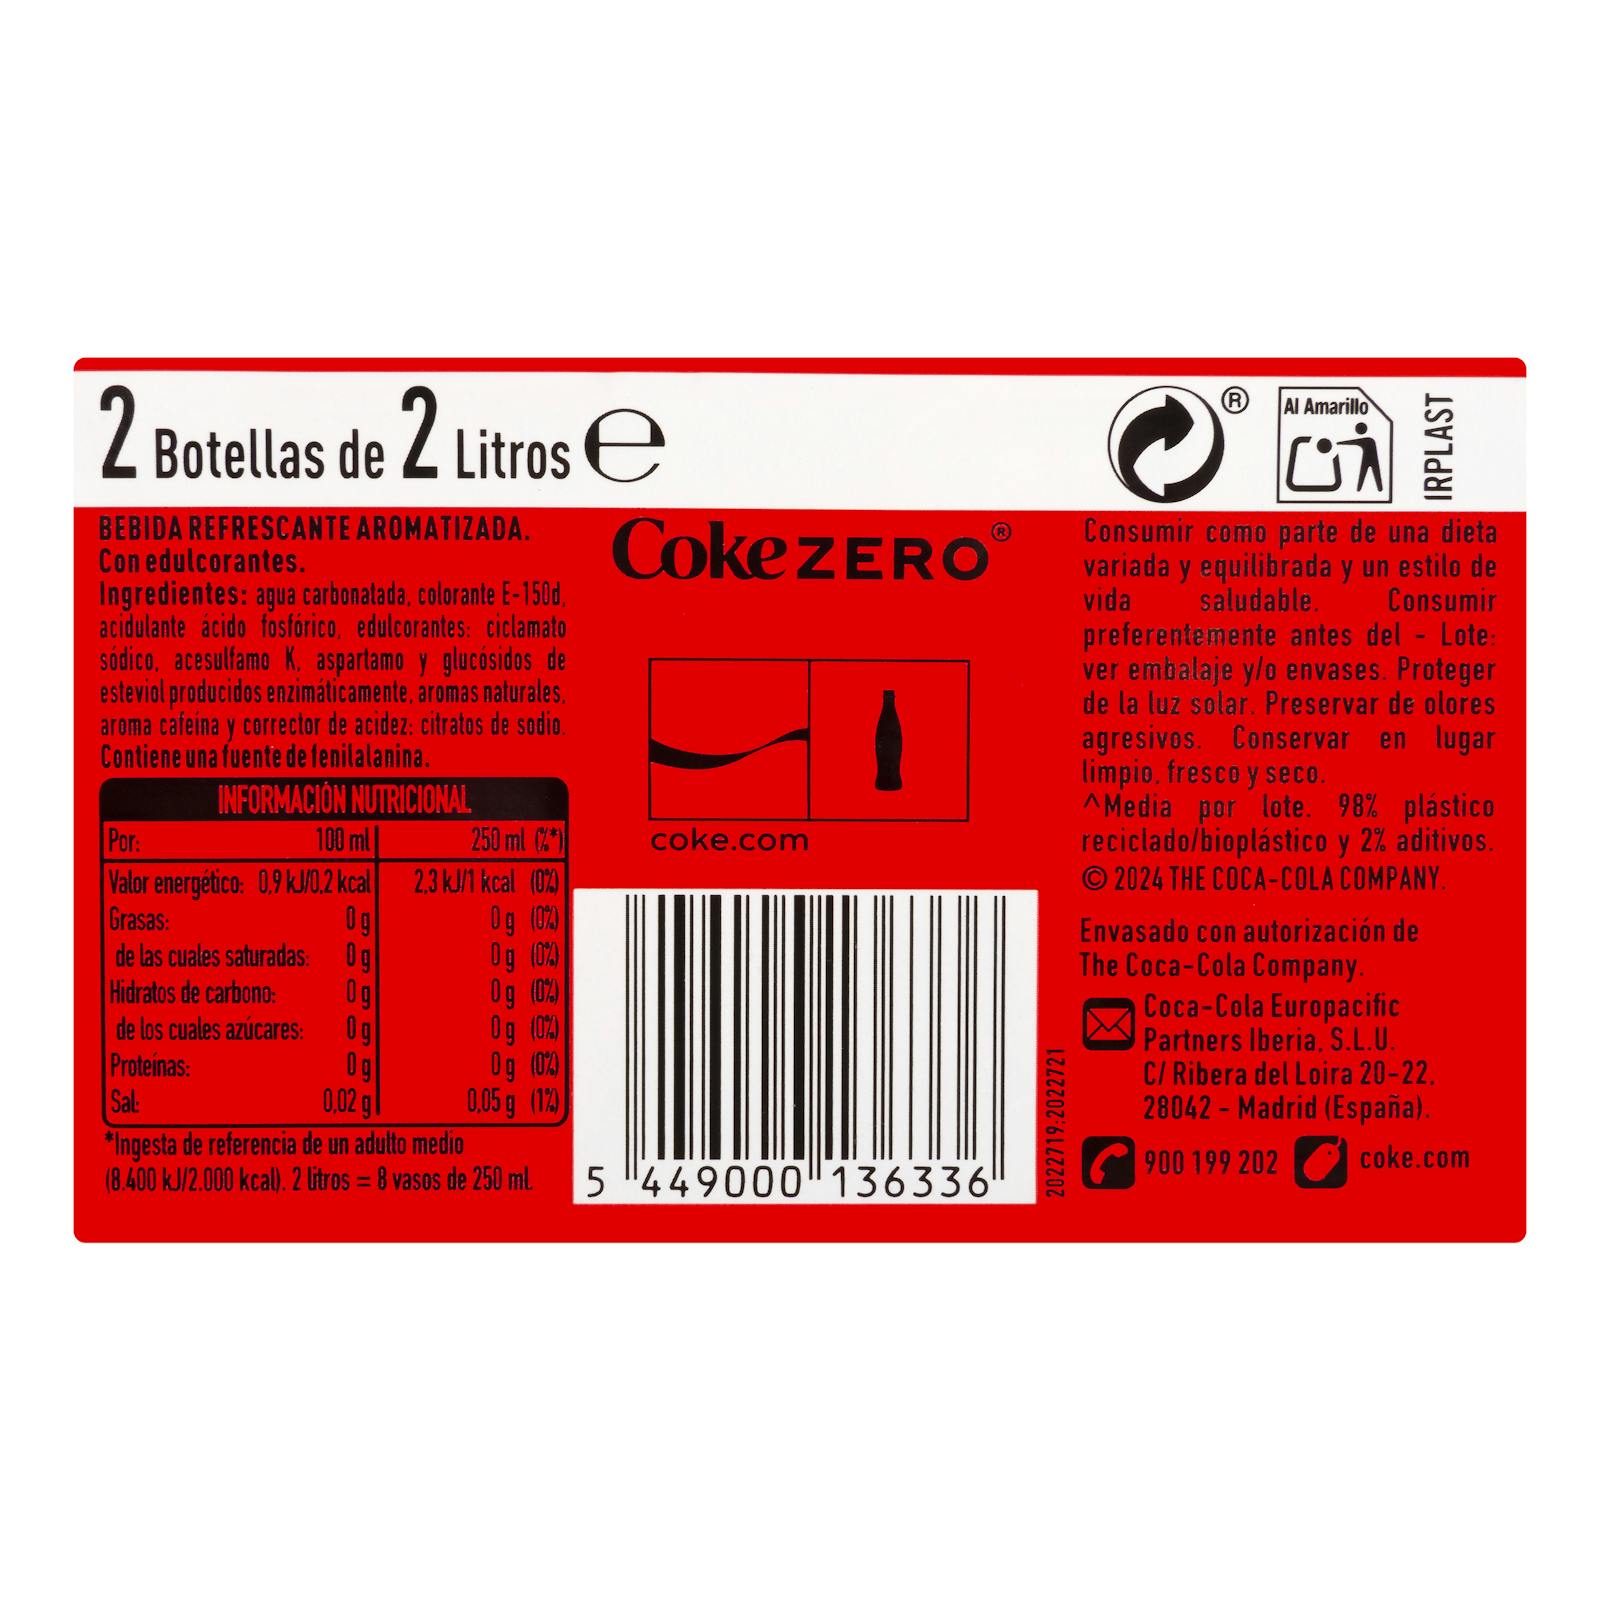 2 Botellas de 2 Litros ℮
®
Al Amarillo
IRPLAST
BEBIDA REFRESCANTE AROMATIZADA.
Con edulcorantes.
Ingredientes: agua carbonatada, colorante E-150d,
acidulante ácido fosfórico, edulcorantes: ciclamato
sódico, acesulfamo K, aspartamo y glucósidos de
esteviol producidos enzimáticamente, aromas naturales,
aroma cafeína y corrector de acidez: citratos de sodio.
Contiene una fuente de fenilalanina.
INFORMACIÓN NUTRICIONAL
Por: 100 ml 250 ml (%*)
Valor energético: 0,9 kJ/0,2 kcal 2,3 kJ/1 kcal (0%)
Grasas: 0 g 0 g (0%)
de las cuales saturadas: 0 g 0 g (0%)
Hidratos de carbono: 0 g 0 g (0%)
de los cuales azúcares: 0 g 0 g (0%)
Proteínas: 0 g 0 g (0%)
Sal: 0,02 g 0,05 g (1%)
*Ingesta de referencia de un adulto medio
(8.400 kJ/2.000 kcal). 2 litros = 8 vasos de 250 ml.
Coke ZERO®
coke.com
5 449000 136336
2022719:2022721
Consumir como parte de una dieta
variada y equilibrada y un estilo de
vida saludable. Consumir
preferentemente antes del - Lote:
ver embalaje y/o envases. Proteger
de la luz solar. Preservar de olores
agresivos. Conservar en lugar
limpio, fresco y seco.
^Media por lote. 98% plástico
reciclado/bioplástico y 2% aditivos.
© 2024 THE COCA-COLA COMPANY.
Envasado con autorización de
The Coca-Cola Company.
Coca-Cola Europacific
Partners Iberia, S.L.U.
C/ Ribera del Loira 20-22,
28042 - Madrid (España).
900 199 202 coke.com